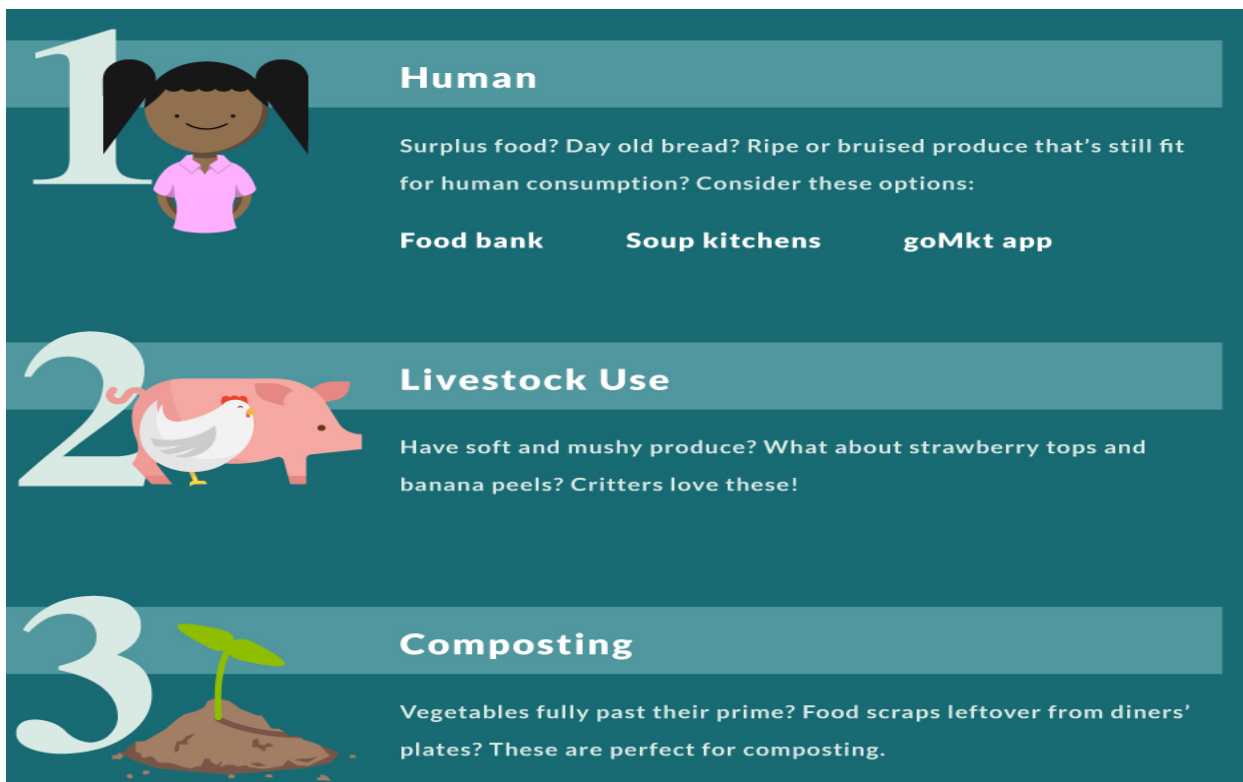 1
Human
Surplus food? Day old bread? Ripe or bruised produce that’s still fit
for human consumption? Consider these options:
Food bank Soup kitchens goMkt app
2
Livestock Use
Have soft and mushy produce? What about strawberry tops and
banana peels? Critters love these!
3
Composting
Vegetables fully past their prime? Food scraps leftover from diners’
plates? These are perfect for composting.